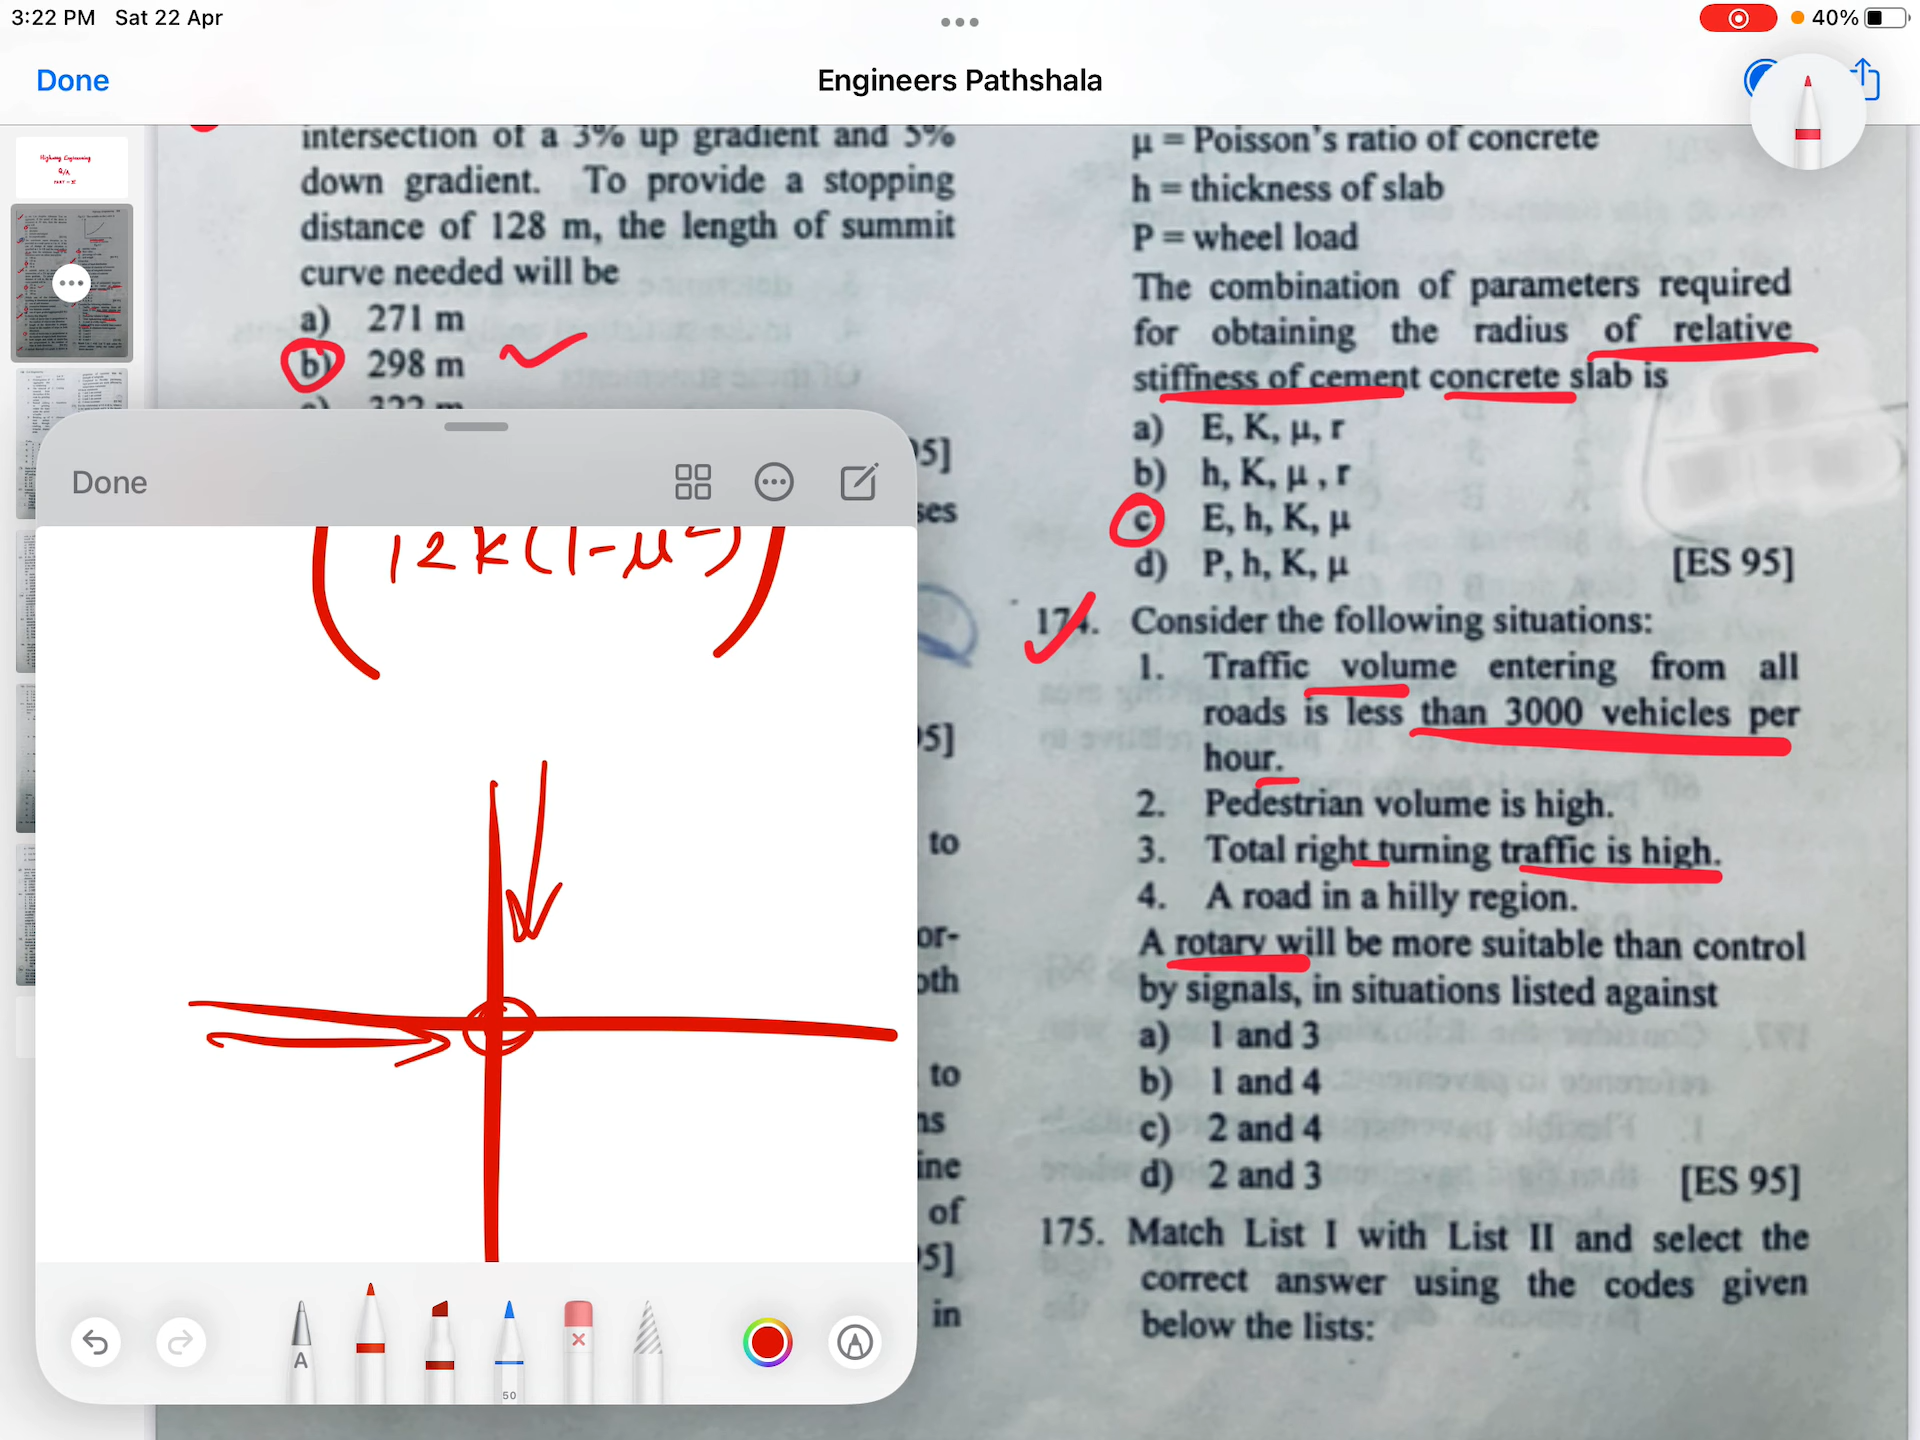 3:22 PM Sat 22 Apr
40%
Done
Engineers Pathshala
intersection of a 3% up gradient and 5%
down gradient. To provide a stopping
distance of 128 m, the length of summit
curve needed will be
a) 271 m
b) 298 m
322 m
Done
12k(1-μ²)
A
50
5]
ses
5]
to
or-
oth
to
ns
ine
of
5]
in
μ = Poisson's ratio of concrete
h = thickness of slab
P = wheel load
The combination of parameters required
for obtaining the radius of relative
stiffness of cement concrete slab is
a) E, K, μ, r
b) h, K, μ , r
c) E, h, K, μ
d) P, h, K, μ [ES 95]
174. Consider the following situations:
1. Traffic volume entering from all
roads is less than 3000 vehicles per
hour.
2. Pedestrian volume is high.
3. Total right turning traffic is high.
4. A road in a hilly region.
A rotary will be more suitable than control
by signals, in situations listed against
a) 1 and 3
b) 1 and 4
c) 2 and 4
d) 2 and 3 [ES 95]
175. Match List I with List II and select the
correct answer using the codes given
below the lists: